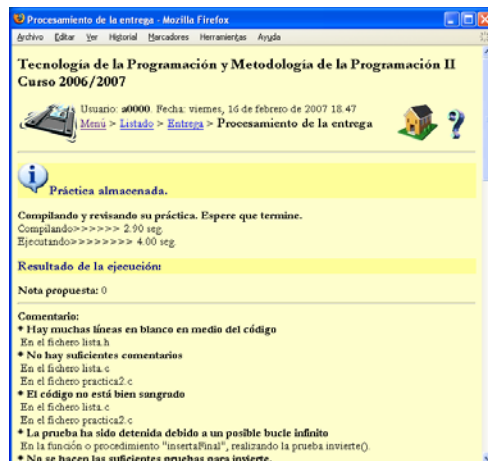 Procesamiento de la entrega - Mozilla Firefox
Archivo Editar Ver Historial Marcadores Herramientas Ayuda
Tecnología de la Programación y Metodología de la Programación II
Curso 2006/2007
Usuario: a0000. Fecha: viernes, 16 de febrero de 2007 18.47
Menú > Listado > Entrega > Procesamiento de la entrega
Práctica almacenada.
Compilando y revisando su práctica. Espere que termine.
Compilando>>>>>> 2.90 seg.
Ejecutando>>>>>>>> 4.00 seg.
Resultado de la ejecución:
Nota propuesta: 0
Comentario:
* Hay muchas líneas en blanco en medio del código
En el fichero lista.h
* No hay suficientes comentarios
En el fichero lista.c
En el fichero practica2.c
* El código no está bien sangrado
En el fichero lista.c
En el fichero practica2.c
* La prueba ha sido detenida debido a un posible bucle infinito
En la función o procedimiento "insertaFinal", realizando la prueba invierte().
* No se hacen las suficientes pruebas para invierte.